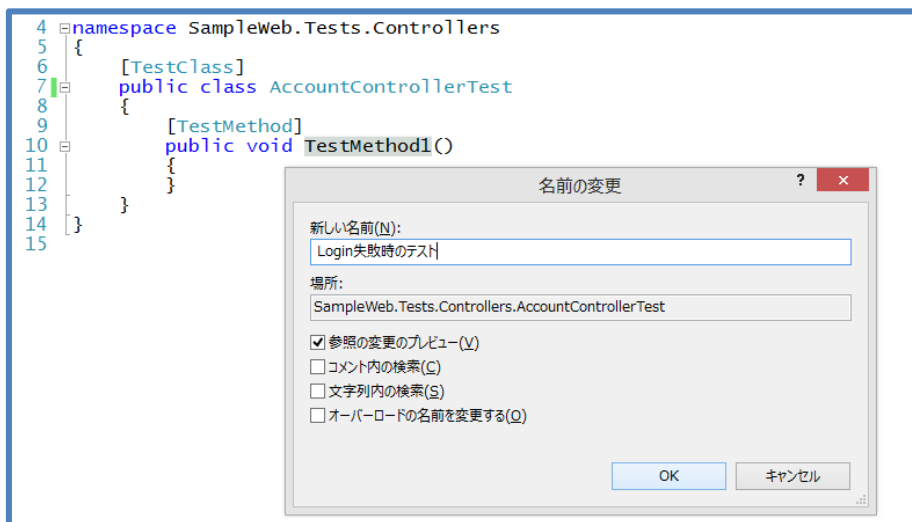 4 namespace SampleWeb.Tests.Controllers
5 {
6 [TestClass]
7 public class AccountControllerTest
8 {
9 [TestMethod]
10 public void TestMethod1()
11 {
12 }
13 }
14 }
15
名前の変更 ? ×
新しい名前(N):
Login失敗時のテスト
場所:
SampleWeb.Tests.Controllers.AccountControllerTest
参照の変更のプレビュー(V)
コメント内の検索(C)
文字列内の検索(S)
オーバーロードの名前を変更する(O)
OK キャンセル